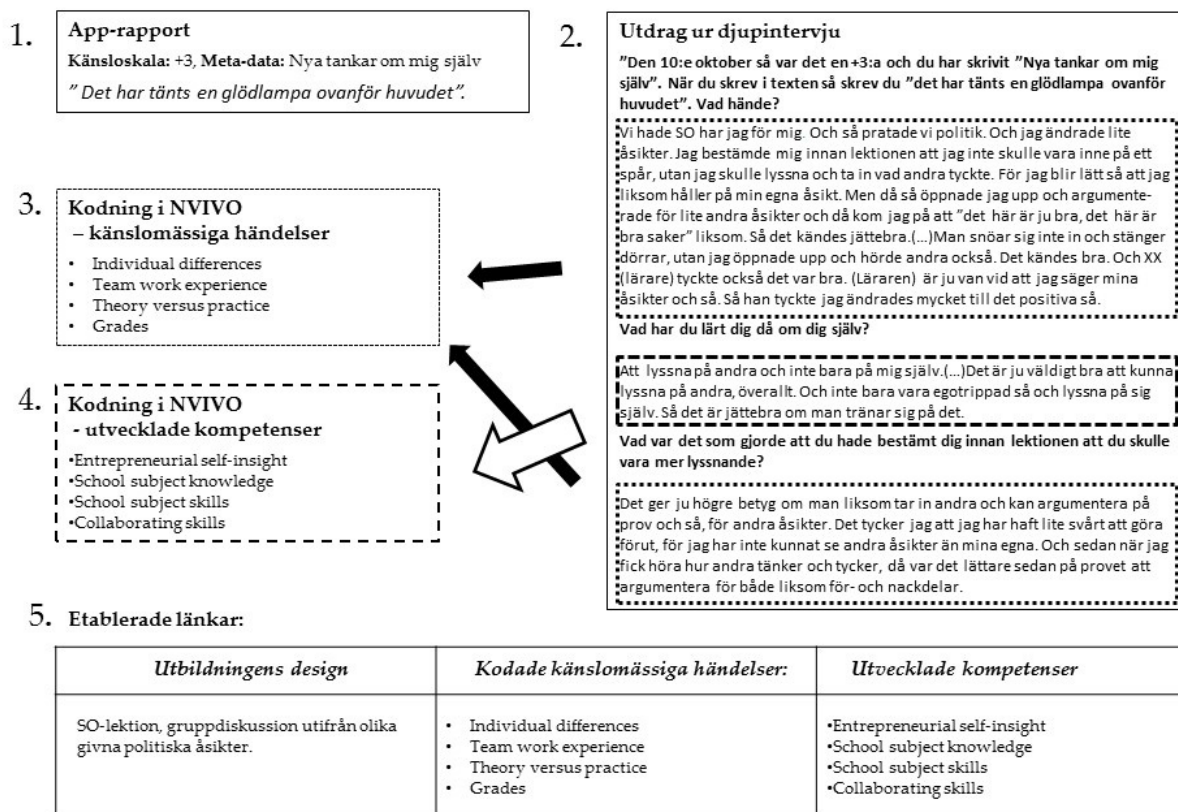 1.
App-rapport
Känsloskala: +3, Meta-data: Nya tankar om mig själv
” Det har tänts en glödlampa ovanför huvudet”.
2.
Utdrag ur djupintervju
”Den 10:e oktober så var det en +3:a och du har skrivit ”Nya tankar om mig
själv”. När du skrev i texten så skrev du ”det har tänts en glödlampa ovanför
huvudet”. Vad hände?
Vi hade SO har jag för mig. Och så pratade vi politik. Och jag ändrade lite
åsikter. Jag bestämde mig innan lektionen att jag inte skulle vara inne på ett
spår, utan jag skulle lyssna och ta in vad andra tyckte. För jag blir lätt så att jag
liksom håller på min egna åsikt. Men då så öppnade jag upp och argumente-
rade för lite andra åsikter och då kom jag på att ”det här är ju bra, det här är
bra saker” liksom. Så det kändes jättebra.(...)Man snöar sig inte in och stänger
dörrar, utan jag öppnade upp och hörde andra också. Det kändes bra. Och XX
(lärare) tyckte också det var bra. (Läraren) är ju van vid att jag säger mina
åsikter och så. Så han tyckte jag ändrades mycket till det positiva så.
Vad har du lärt dig då om dig själv?
Att lyssna på andra och inte bara på mig själv.(...)Det är ju väldigt bra att kunna
lyssna på andra, överallt. Och inte bara vara egotrippad så och lyssna på sig
själv. Så det är jättebra om man tränar sig på det.
Vad var det som gjorde att du hade bestämt dig innan lektionen att du skulle
vara mer lyssnande?
Det ger ju högre betyg om man liksom tar in andra och kan argumentera på
prov och så, för andra åsikter. Det tycker jag att jag har haft lite svårt att göra
förut, för jag har inte kunnat se andra åsikter än mina egna. Och sedan när jag
fick höra hur andra tänker och tycker, då var det lättare sedan på provet att
argumentera för både liksom för- och nackdelar.
3.
Kodning i NVIVO
– känslomässiga händelser
• Individual differences
• Team work experience
• Theory versus practice
• Grades
4.
Kodning i NVIVO
- utvecklade kompetenser
•Entrepreneurial self-insight
•School subject knowledge
•School subject skills
•Collaborating skills
5. Etablerade länkar:
Utbildningens design
SO-lektion, gruppdiskussion utifrån olika
givna politiska åsikter.
Kodade känslomässiga händelser:
• Individual differences
• Team work experience
• Theory versus practice
• Grades
Utvecklade kompetenser
•Entrepreneurial self-insight
•School subject knowledge
•School subject skills
•Collaborating skills